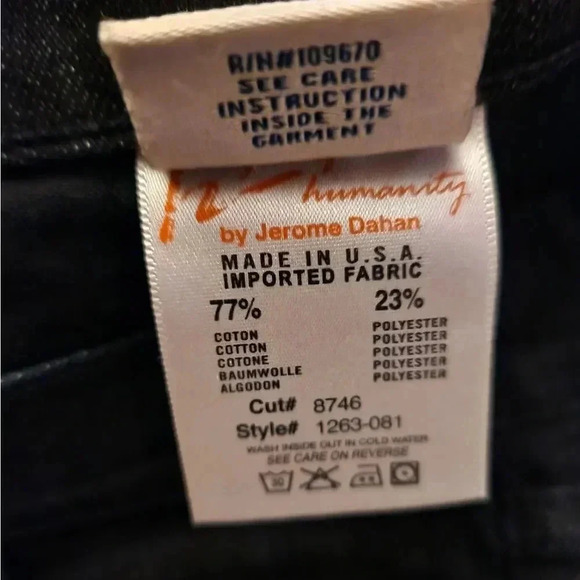 R/N#109670
SEE CARE
INSTRUCTION
INSIDE THE
GARMENT
humanity
by Jerome Dahan
MADE IN U.S.A.
IMPORTED FABRIC
77% 23%
COTON POLYESTER
COTTON POLYESTER
COTONE POLYESTER
BAUMWOLLE POLYESTER
ALGODON POLYESTER
Cut# 8746
Style# 1263-081
WASH INSIDE OUT IN COLD WATER
SEE CARE ON REVERSE
30